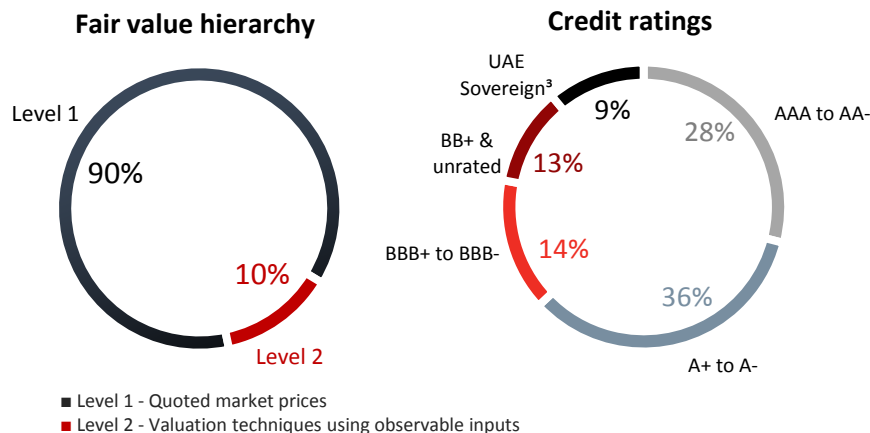 Fair value hierarchy
Level 1
90%
10%
Level 2
■ Level 1 - Quoted market prices
■ Level 2 - Valuation techniques using observable inputs
Credit ratings
UAE
Sovereign³
9%
AAA to AA-
28%
BB+ &
unrated
13%
BBB+ to BBB-
14%
36%
A+ to A-